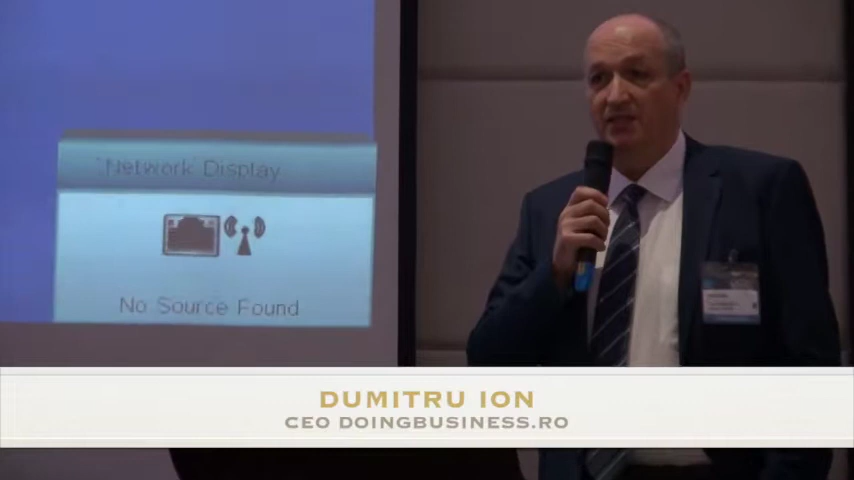 'Network' Display
No Source Found
DUMITRU ION
CEO DOINGBUSINESS.RO